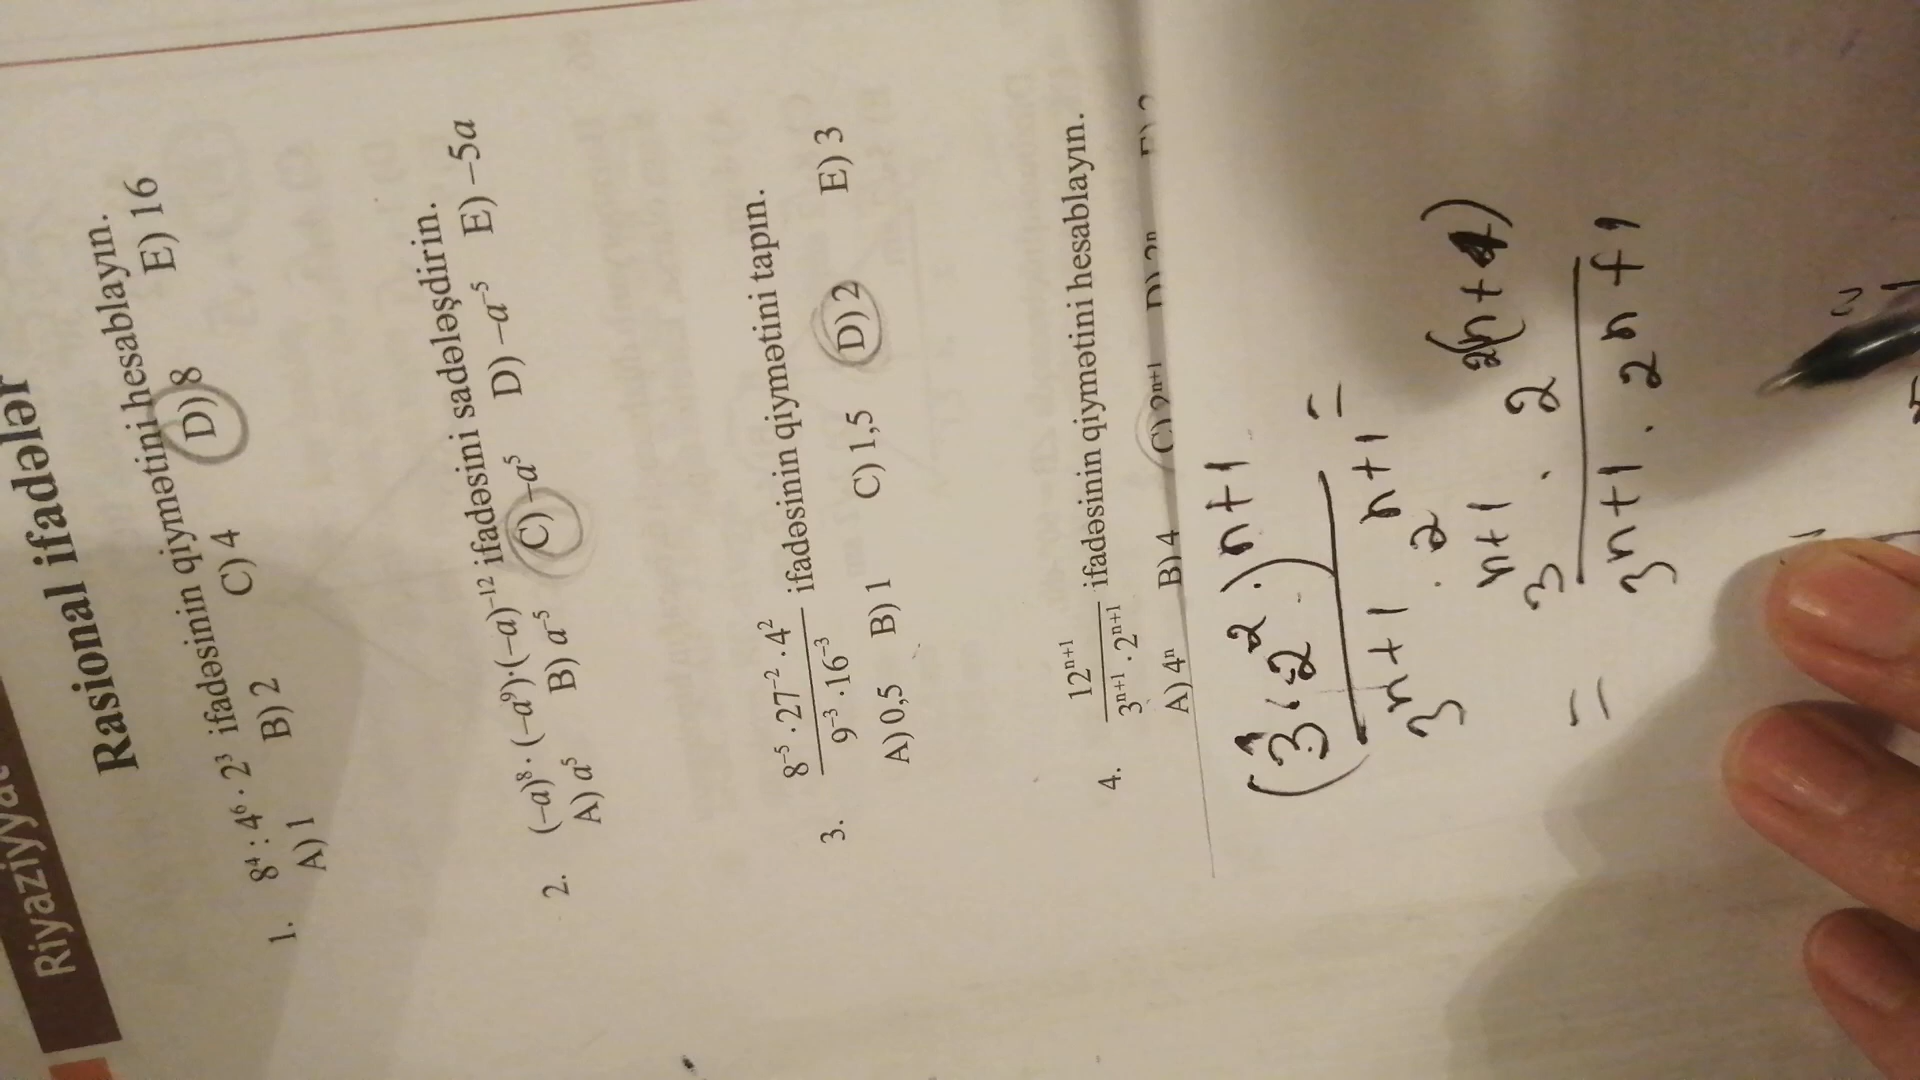 Riyaziyyat
Rasional ifadələr
1. 8⁴ : 4⁶ · 2³ ifadəsinin qiymətini hesablayın.
A) 1 B) 2 C) 4 D) 8 E) 16
2. (−a)⁸ · (−a⁹)·(−a)⁻¹² ifadəsini sadələşdirin.
A) a⁵ B) a⁻⁵ C) −a⁵ D) −a⁻⁵ E) −5a
3. 8⁻⁵ · 27⁻² · 4² / 9⁻³ · 16⁻³ ifadəsinin qiymətini tapın.
A) 0,5 B) 1 C) 1,5 D) 2 E) 3
4. 12ⁿ⁺¹ / 3ⁿ⁺¹ · 2ⁿ⁺¹ ifadəsinin qiymətini hesablayın.
A) 4ⁿ B) 4 C) 2ⁿ⁺¹ D) 2ⁿ
(3 · 2²)ⁿ⁺¹
3ⁿ⁺¹ · 2ⁿ⁺¹ =
= 3ⁿ⁺¹ · 2
3ⁿ⁺¹ · 2ⁿ⁺¹